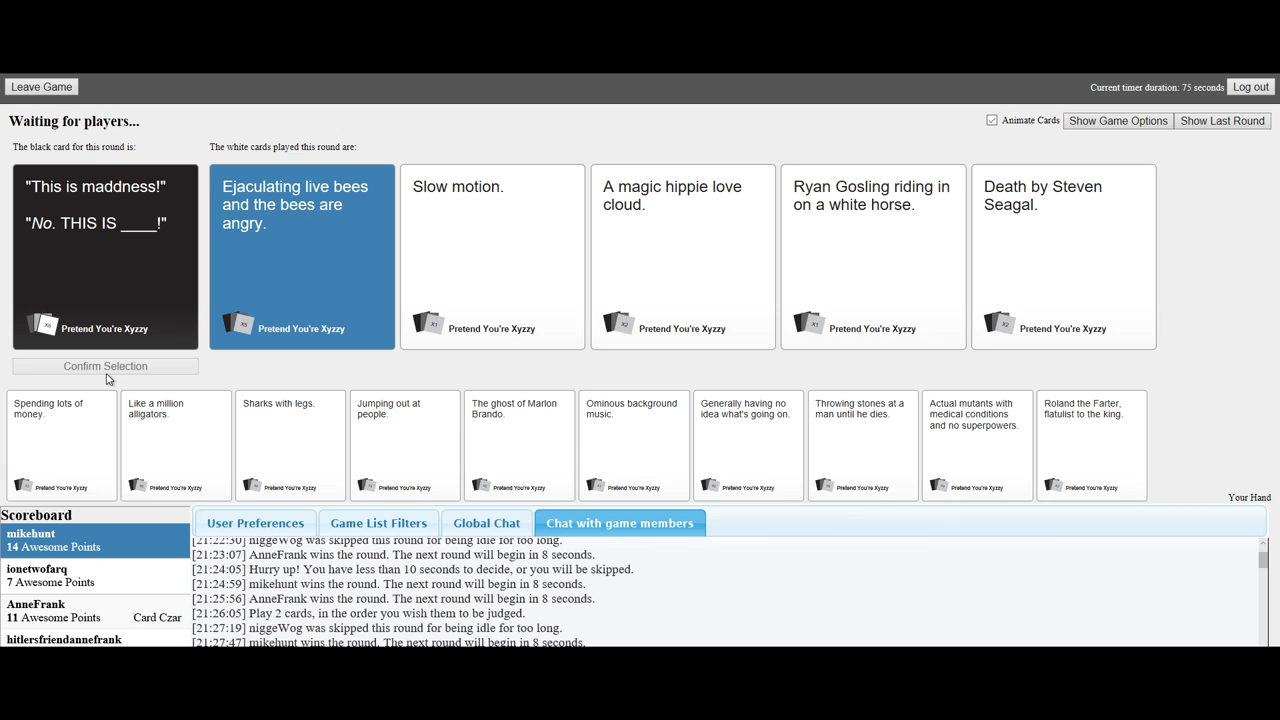 Leave Game
Current timer duration: 75 seconds
Log out
Waiting for players...
Animate Cards
Show Game Options
Show Last Round
The black card for this round is:
The white cards played this round are:
"This is maddness!"
"No. THIS IS ____!"
X6
Pretend You're Xyzzy
Ejaculating live bees
and the bees are
angry.
X5
Pretend You're Xyzzy
Slow motion.
X1
Pretend You're Xyzzy
A magic hippie love
cloud.
X2
Pretend You're Xyzzy
Ryan Gosling riding in
on a white horse.
X1
Pretend You're Xyzzy
Death by Steven
Seagal.
X2
Pretend You're Xyzzy
Confirm Selection
Spending lots of
money.
Pretend You're Xyzzy
Like a million
alligators.
Pretend You're Xyzzy
Sharks with legs.
Pretend You're Xyzzy
Jumping out at
people.
Pretend You're Xyzzy
The ghost of Marlon
Brando.
Pretend You're Xyzzy
Ominous background
music.
Pretend You're Xyzzy
Generally having no
idea what's going on.
Pretend You're Xyzzy
Throwing stones at a
man until he dies.
Pretend You're Xyzzy
Actual mutants with
medical conditions
and no superpowers.
Pretend You're Xyzzy
Roland the Farter,
flatulist to the king.
Pretend You're Xyzzy
Your Hand
Scoreboard
mikehunt
14 Awesome Points
ionetwofarq
7 Awesome Points
AnneFrank
11 Awesome Points
Card Czar
hitlersfriendannefrank
User Preferences
Game List Filters
Global Chat
Chat with game members
[21:22:30] niggeWog was skipped this round for being idle for too long.
[21:23:07] AnneFrank wins the round. The next round will begin in 8 seconds.
[21:24:05] Hurry up! You have less than 10 seconds to decide, or you will be skipped.
[21:24:59] mikehunt wins the round. The next round will begin in 8 seconds.
[21:25:56] AnneFrank wins the round. The next round will begin in 8 seconds.
[21:26:05] Play 2 cards, in the order you wish them to be judged.
[21:27:19] niggeWog was skipped this round for being idle for too long.
[21:27:47] mikehunt wins the round. The next round will begin in 8 seconds.